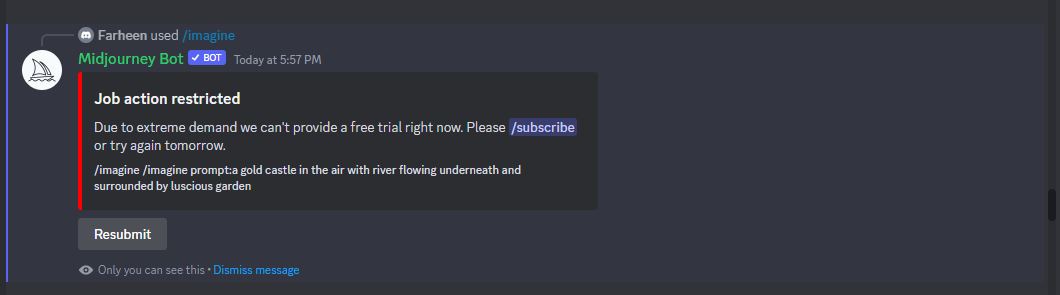 Farheen used /imagine
Midjourney Bot ✓ BOT Today at 5:57 PM
Job action restricted
Due to extreme demand we can't provide a free trial right now. Please /subscribe
or try again tomorrow.
/imagine /imagine prompt:a gold castle in the air with river flowing underneath and
surrounded by luscious garden
Resubmit
Only you can see this • Dismiss message